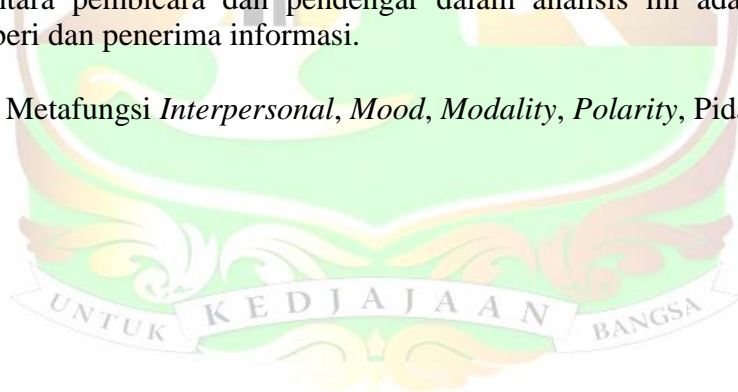 antara pembicara dan pendengar dalam analisis ini ada
beri dan penerima informasi.
Metafungsi Interpersonal, Mood, Modality, Polarity, Pida
UNTUK KEDJAJAAN BANGSA